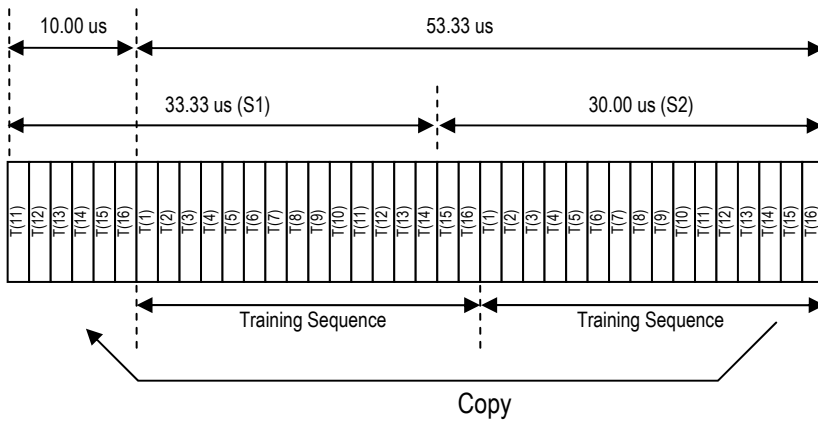 10.00 us
53.33 us
33.33 us (S1)
30.00 us (S2)
T(11) T(12) T(13) T(14) T(15) T(16) T(1) T(2) T(3) T(4) T(5) T(6) T(7) T(8) T(9) T(10) T(11) T(12) T(13) T(14) T(15) T(16) T(1) T(2) T(3) T(4) T(5) T(6) T(7) T(8) T(9) T(10) T(11) T(12) T(13) T(14) T(15) T(16)
Training Sequence
Training Sequence
Copy